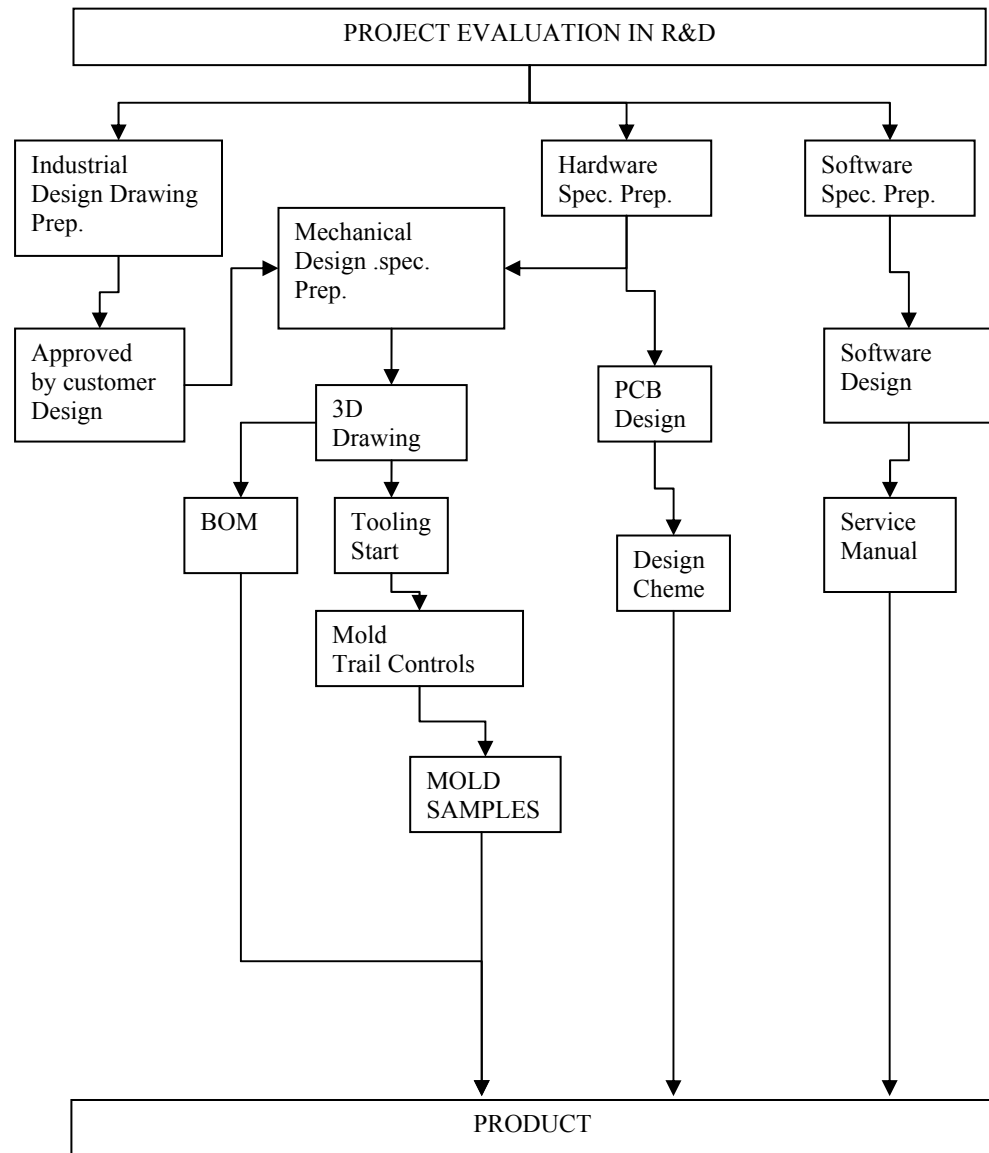 PROJECT EVALUATION IN R&D
Industrial
Design Drawing
Prep.
Hardware
Spec. Prep.
Software
Spec. Prep.
Mechanical
Design .spec.
Prep.
Approved
by customer
Design
3D
Drawing
PCB
Design
Software
Design
BOM
Tooling
Start
Design
Cheme
Service
Manual
Mold
Trail Controls
MOLD
SAMPLES
PRODUCT